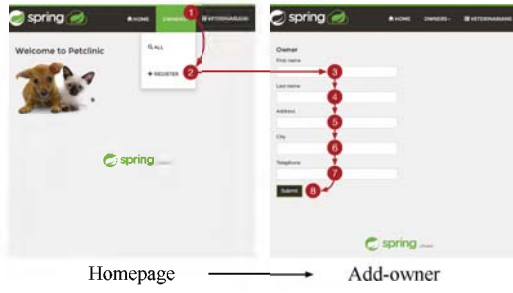 spring
HOME OWNERS VETERINARIANS
1
ALL
REGISTER
2
Welcome to Petclinic
spring
spring
HOME OWNERS VETERINARIANS
Owner
First name
3
Last name
4
Address
5
City
6
Telephone
7
Submit
8
spring
Homepage
Add-owner